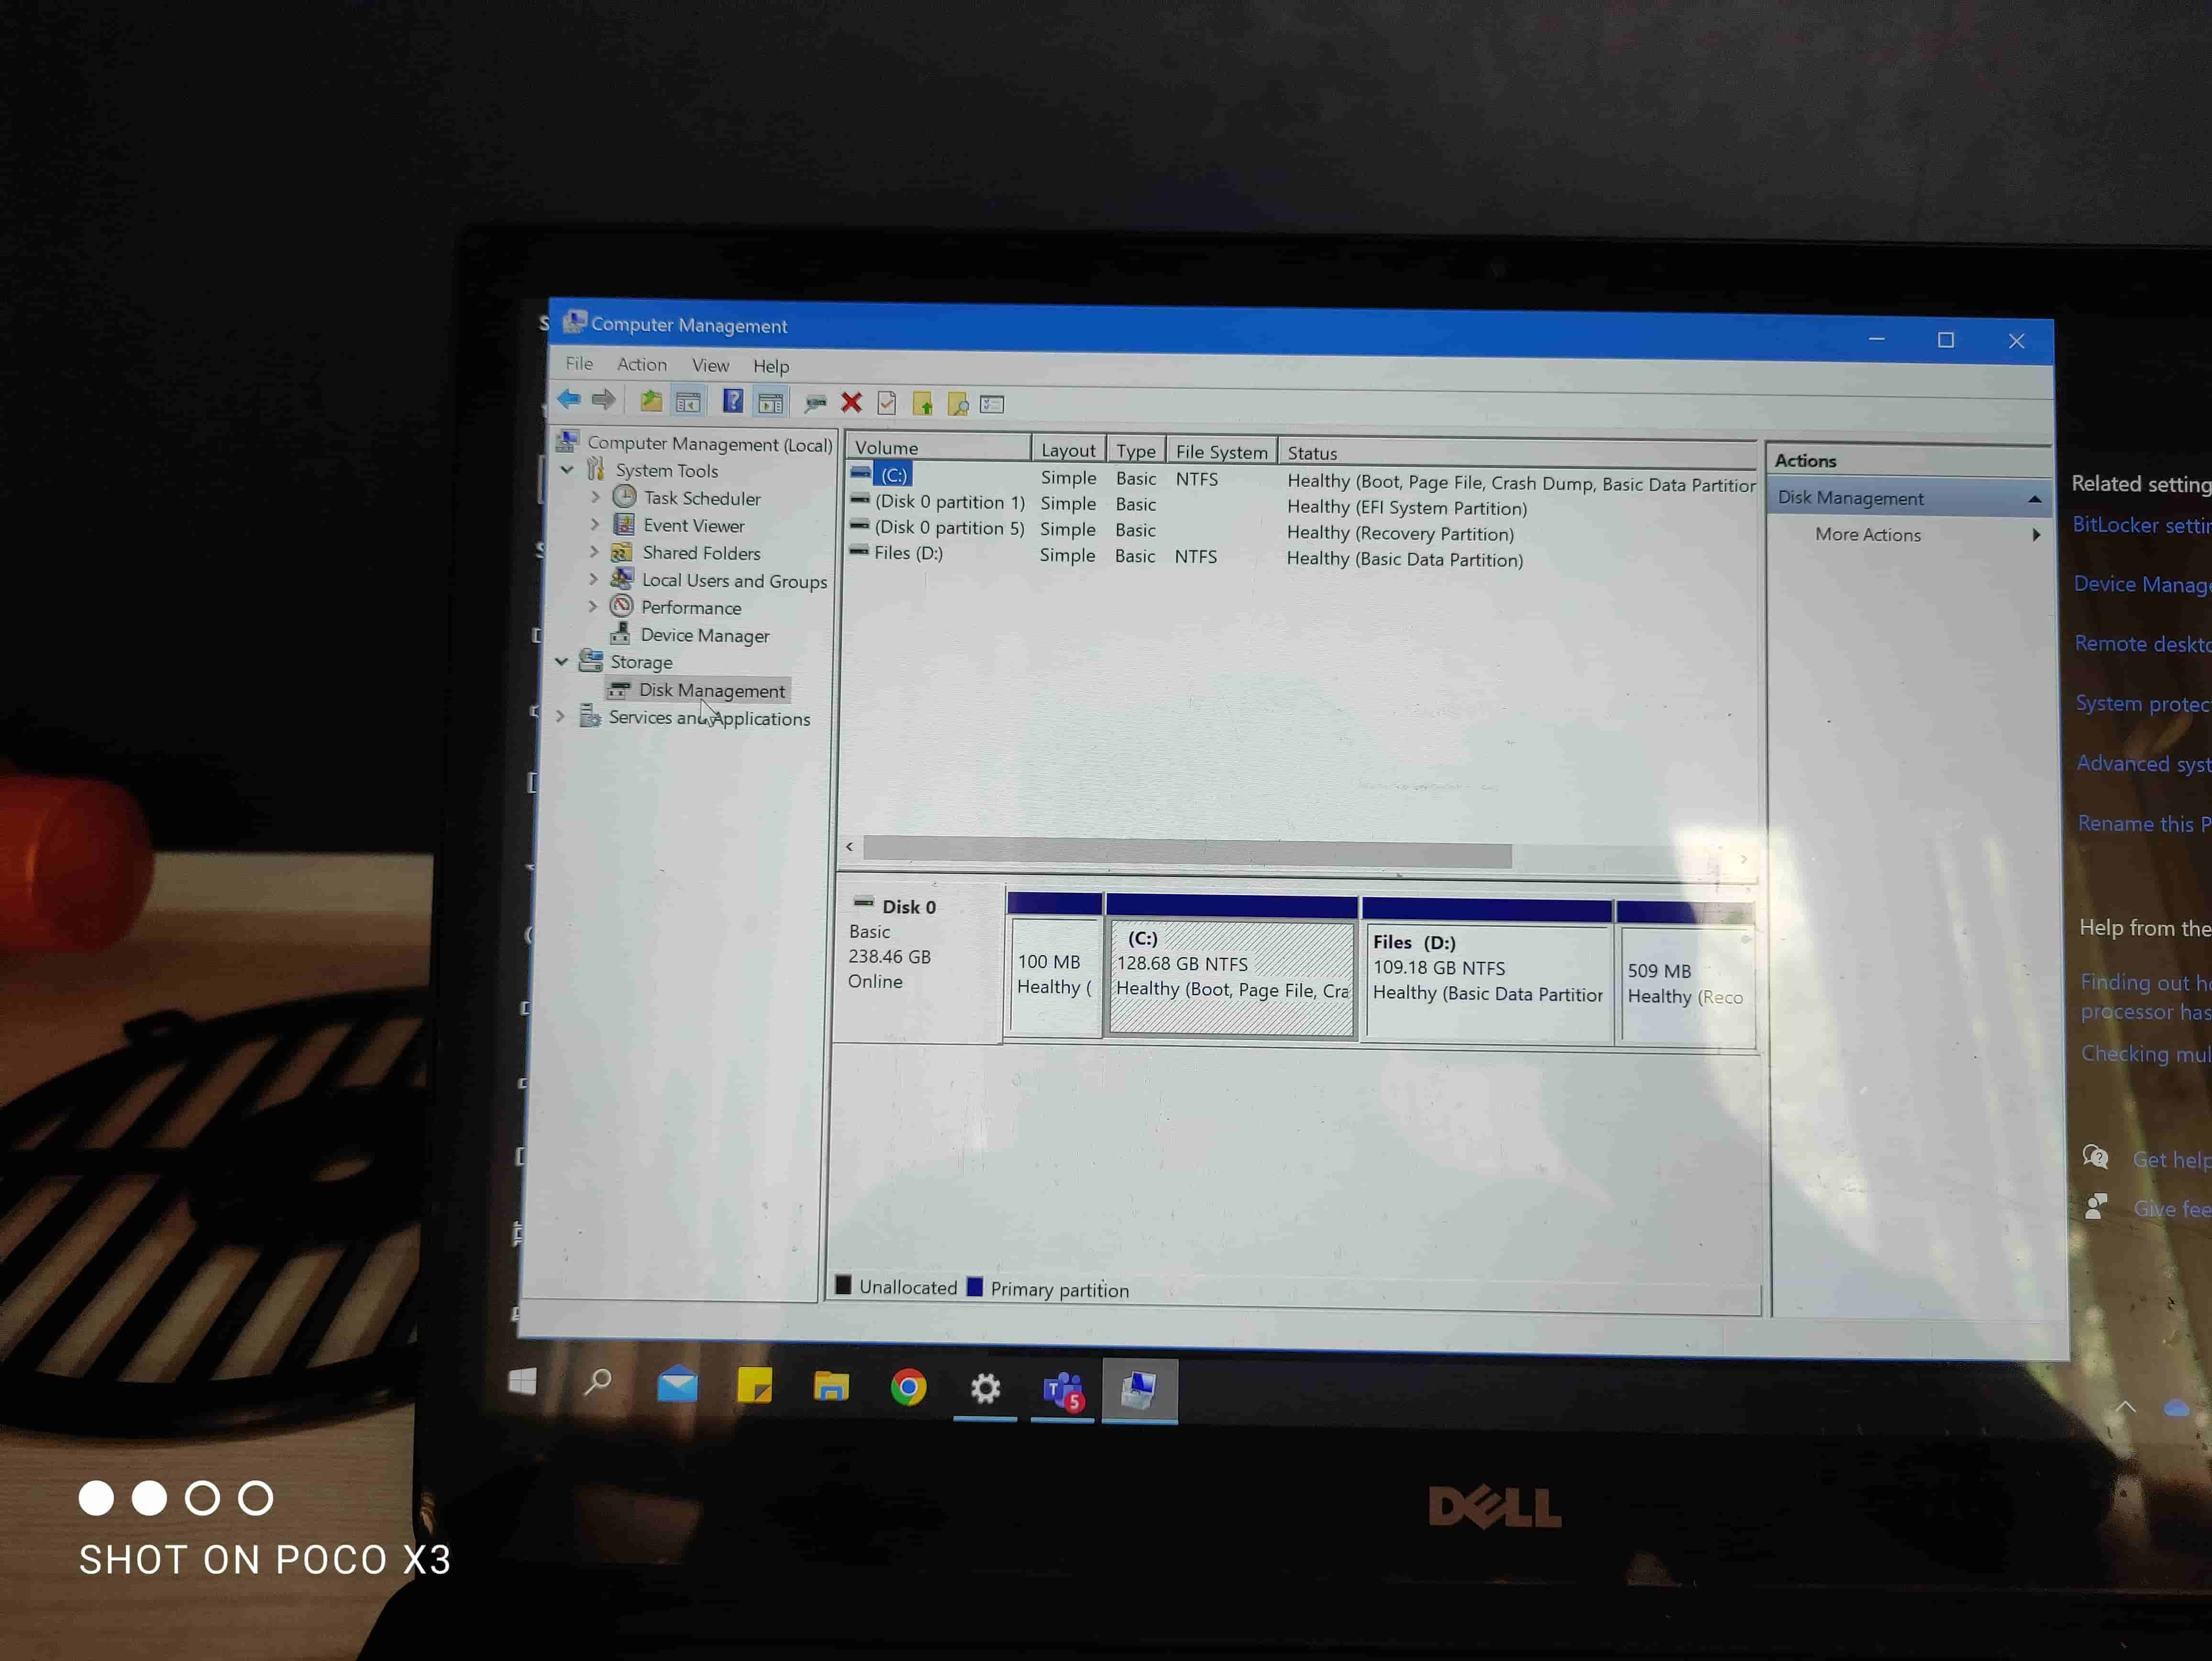 Computer Management
File Action View Help
Computer Management (Local)
System Tools
Task Scheduler
Event Viewer
Shared Folders
Local Users and Groups
Performance
Device Manager
Storage
Disk Management
Services and Applications
Volume Layout Type File System Status
(C:) Simple Basic NTFS Healthy (Boot, Page File, Crash Dump, Basic Data Partitior
(Disk 0 partition 1) Simple Basic Healthy (EFI System Partition)
(Disk 0 partition 5) Simple Basic Healthy (Recovery Partition)
Files (D:) Simple Basic NTFS Healthy (Basic Data Partition)
Disk 0
Basic
238.46 GB
Online
100 MB
Healthy (
(C:)
128.68 GB NTFS
Healthy (Boot, Page File, Cra
Files (D:)
109.18 GB NTFS
Healthy (Basic Data Partitior
509 MB
Healthy (Reco
Unallocated Primary partition
Actions
Disk Management
More Actions
Related setting
BitLocker settin
Device Manage
Remote deskto
System protec
Advanced syst
Rename this P
Help from the
Finding out ho
processor has
Checking mul
Get help
Give fee
T 5
DELL
SHOT ON POCO X3